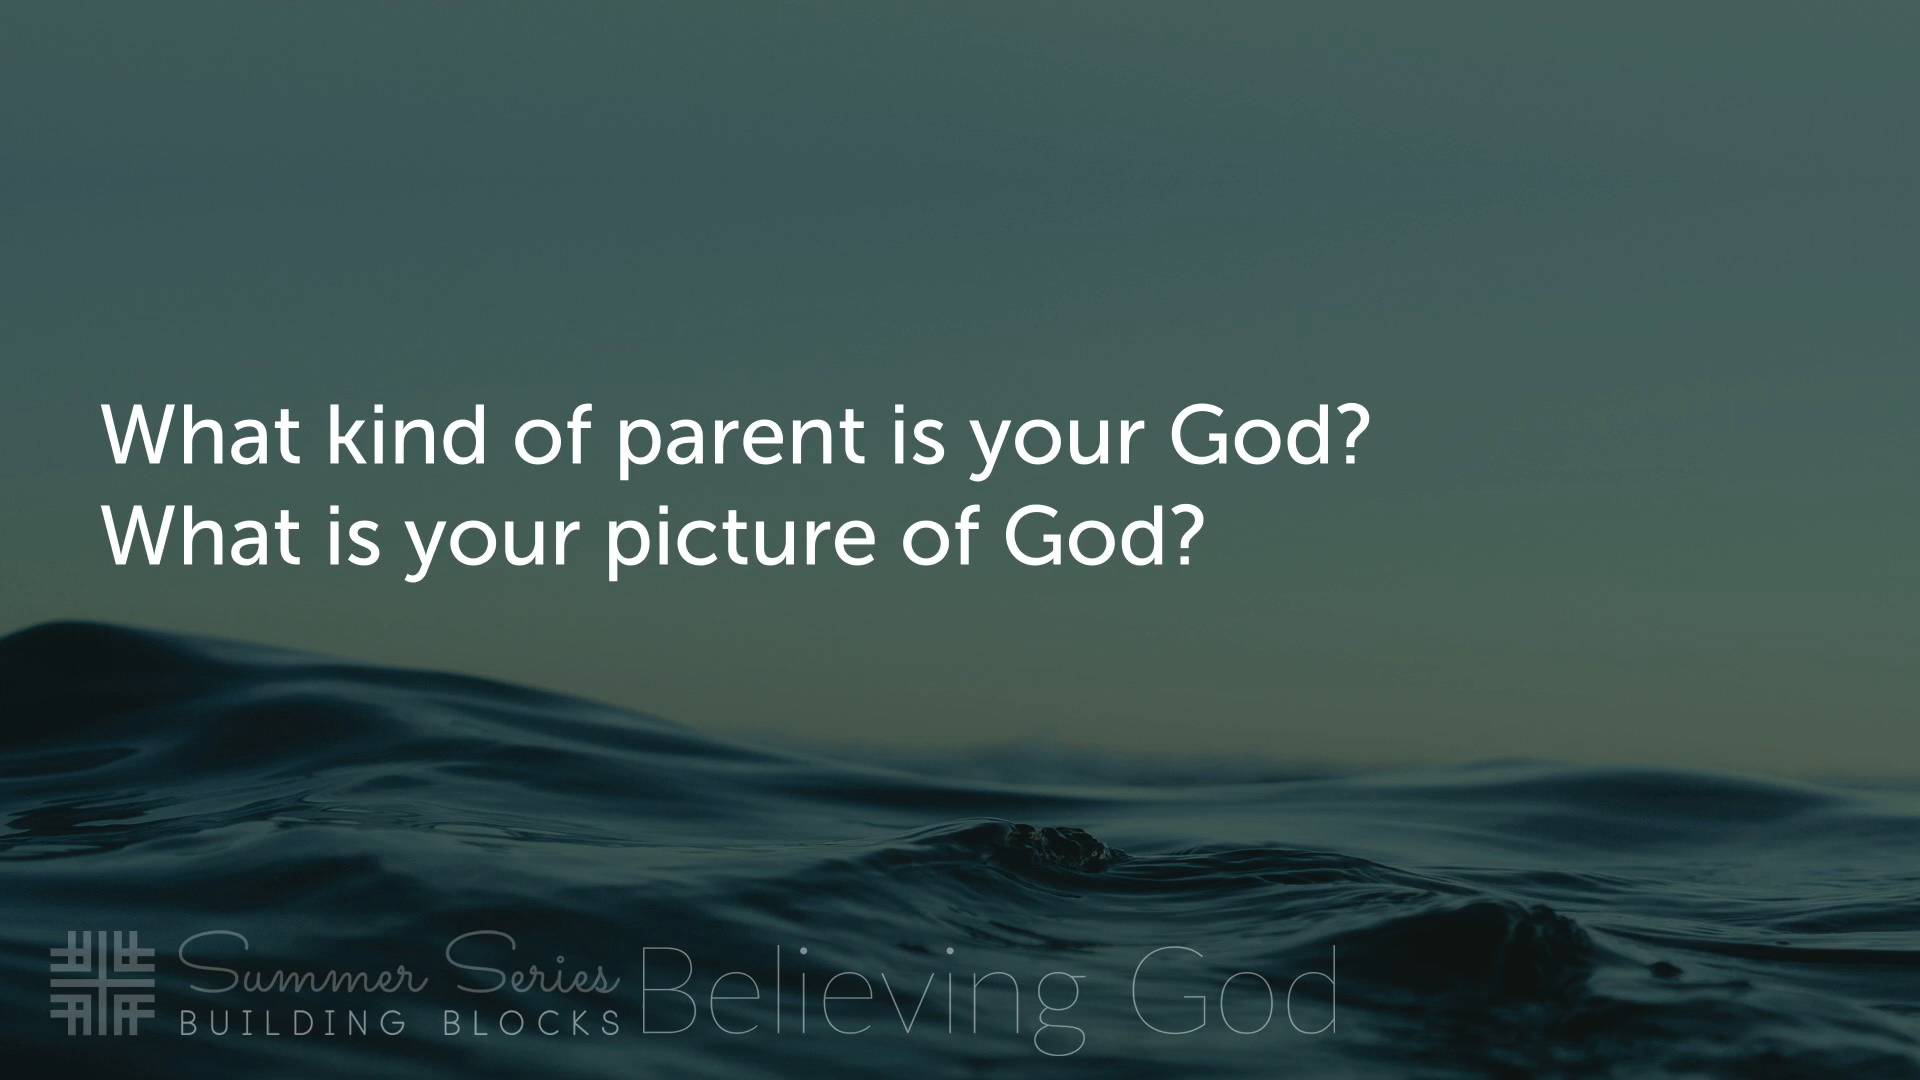 What kind of parent is your God?
What is your picture of God?
Summer Series
BUILDING BLOCKS
Believing God